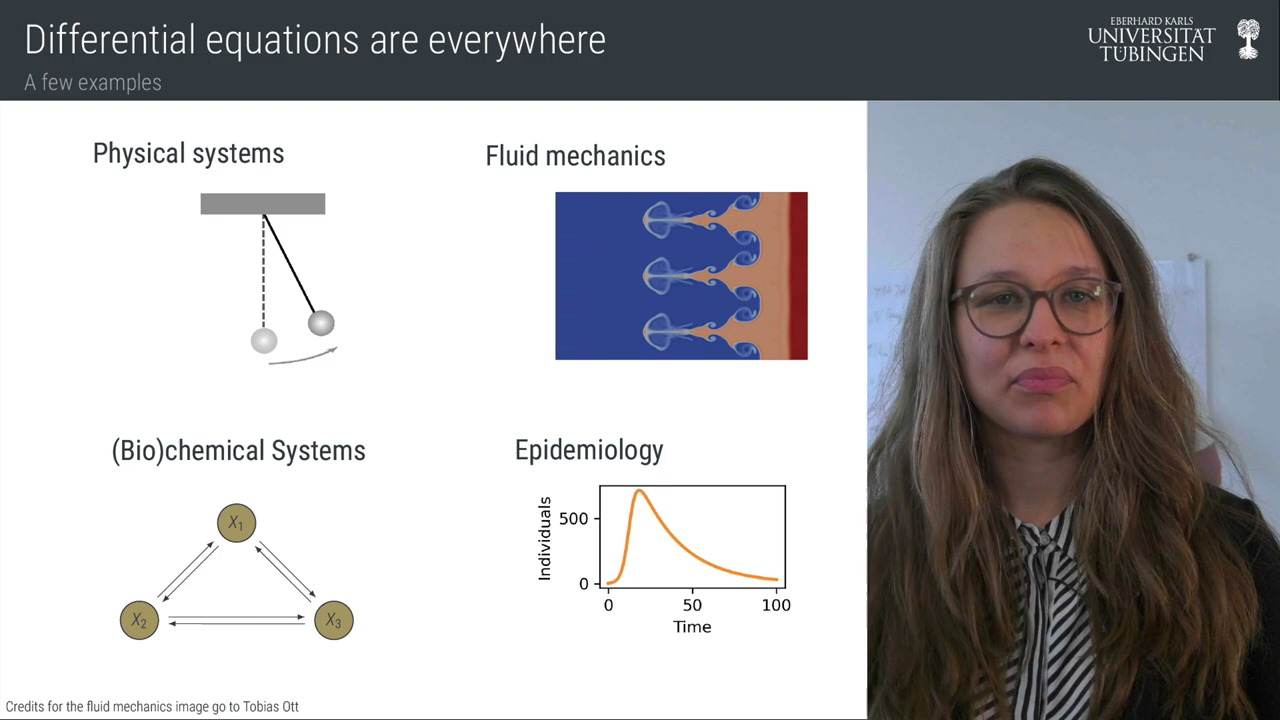 Differential equations are everywhere
A few examples
EBERHARD KARLS
UNIVERSITÄT
TÜBINGEN
Physical systems
Fluid mechanics
(Bio)chemical Systems
X1
X2
X3
Epidemiology
Individuals
500
0
0 50 100
Time
Credits for the fluid mechanics image go to Tobias Ott